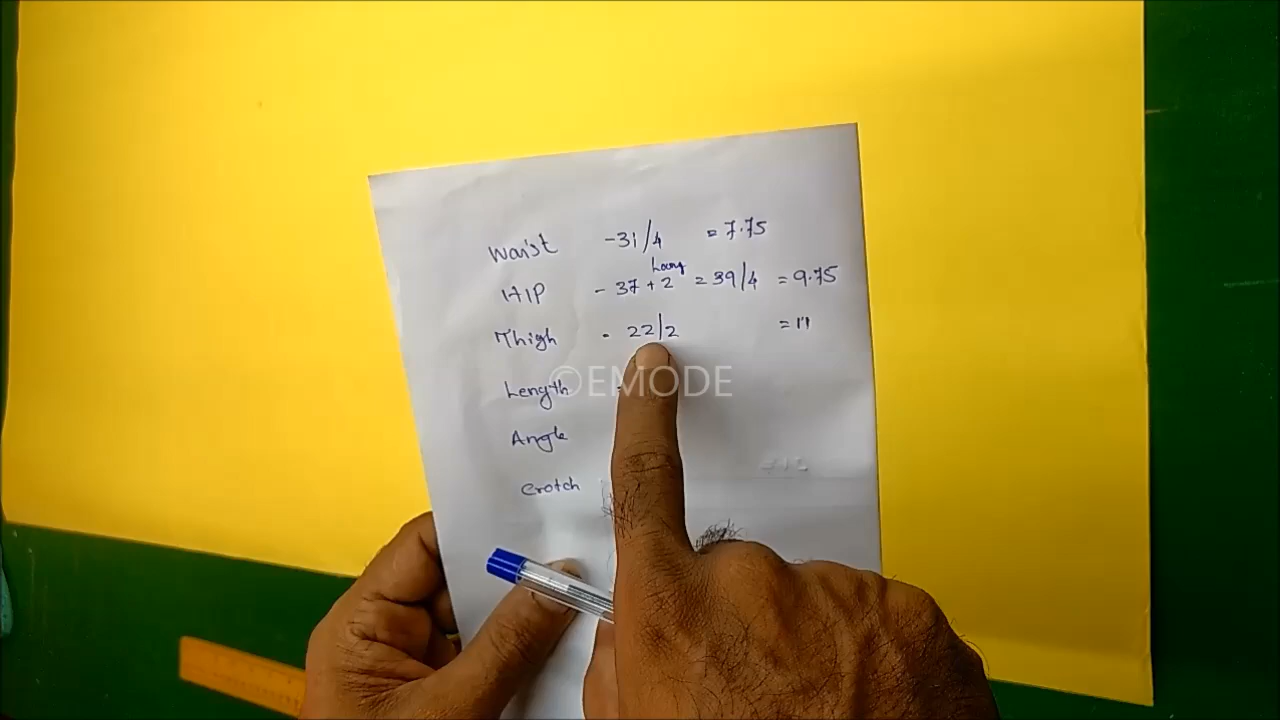 Waist - 31/4 = 7.75
Loong
HIP - 37 + 2 = 39/4 = 9.75
Thigh - 22/2 = 11
Length -
Angle
Crotch
©EMODE